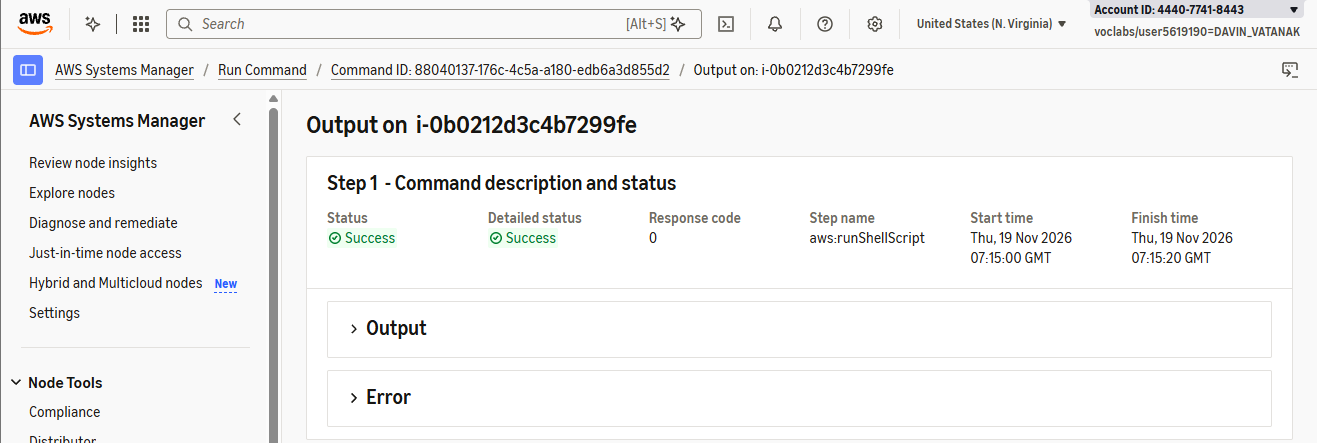 aws
Search [Alt+S]
United States (N. Virginia)
Account ID: 4440-7741-8443
voclabs/user5619190=DAVIN_VATANAK
AWS Systems Manager / Run Command / Command ID: 88040137-176c-4c5a-a180-edb6a3d855d2 / Output on: i-0b0212d3c4b7299fe
AWS Systems Manager
Review node insights
Explore nodes
Diagnose and remediate
Just-in-time node access
Hybrid and Multicloud nodes New
Settings
Node Tools
Compliance
Distributor
Output on i-0b0212d3c4b7299fe
Step 1 - Command description and status
Status
Success
Detailed status
Success
Response code
0
Step name
aws:runShellScript
Start time
Thu, 19 Nov 2026
07:15:00 GMT
Finish time
Thu, 19 Nov 2026
07:15:20 GMT
Output
Error